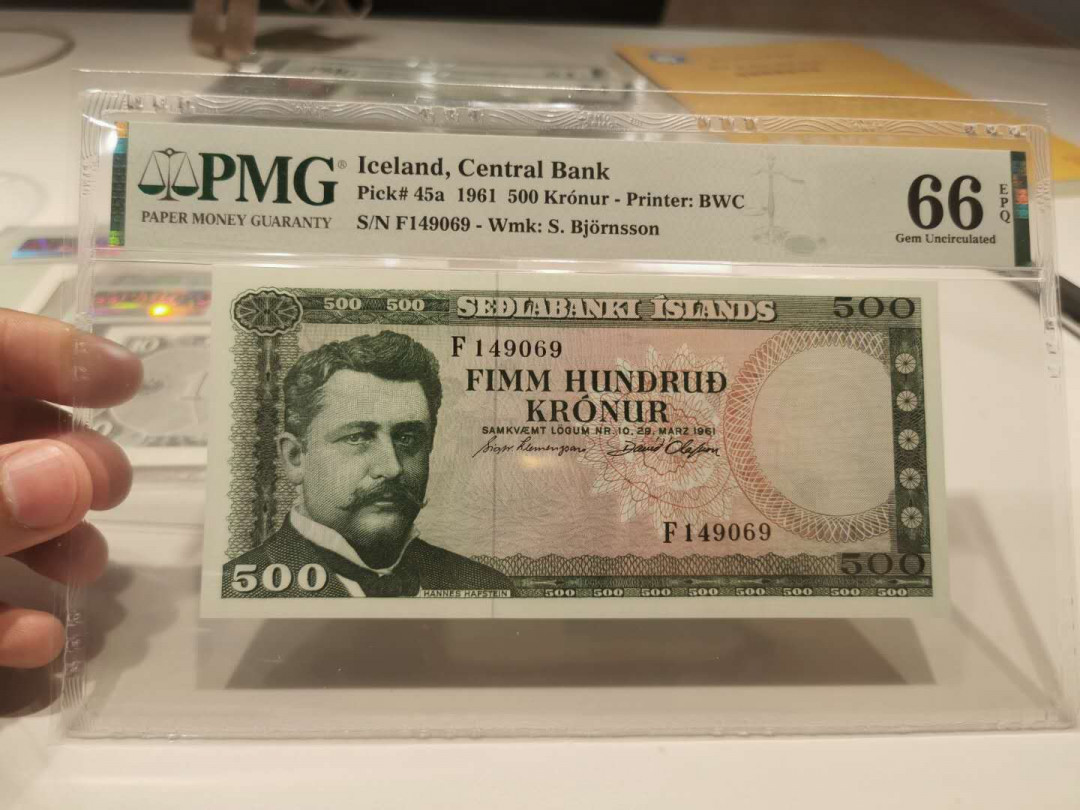 PMG
PMG®
PAPER MONEY GUARANTY
Iceland, Central Bank
Pick# 45a 1961 500 Krónur - Printer: BWC
S/N F149069 - Wmk: S. Björnsson
66
EPQ
Gem Uncirculated
500 500 SEÐLABANKI ÍSLANDS 500
F 149069
FIMM HUNDRUÐ
KRÓNUR
SAMKVÆMT LÖGUM NR. 10, 29. MARZ 1961
F 149069
500
500
HANNES HAFSTEIN
500 500 500 500 500 500 500 500